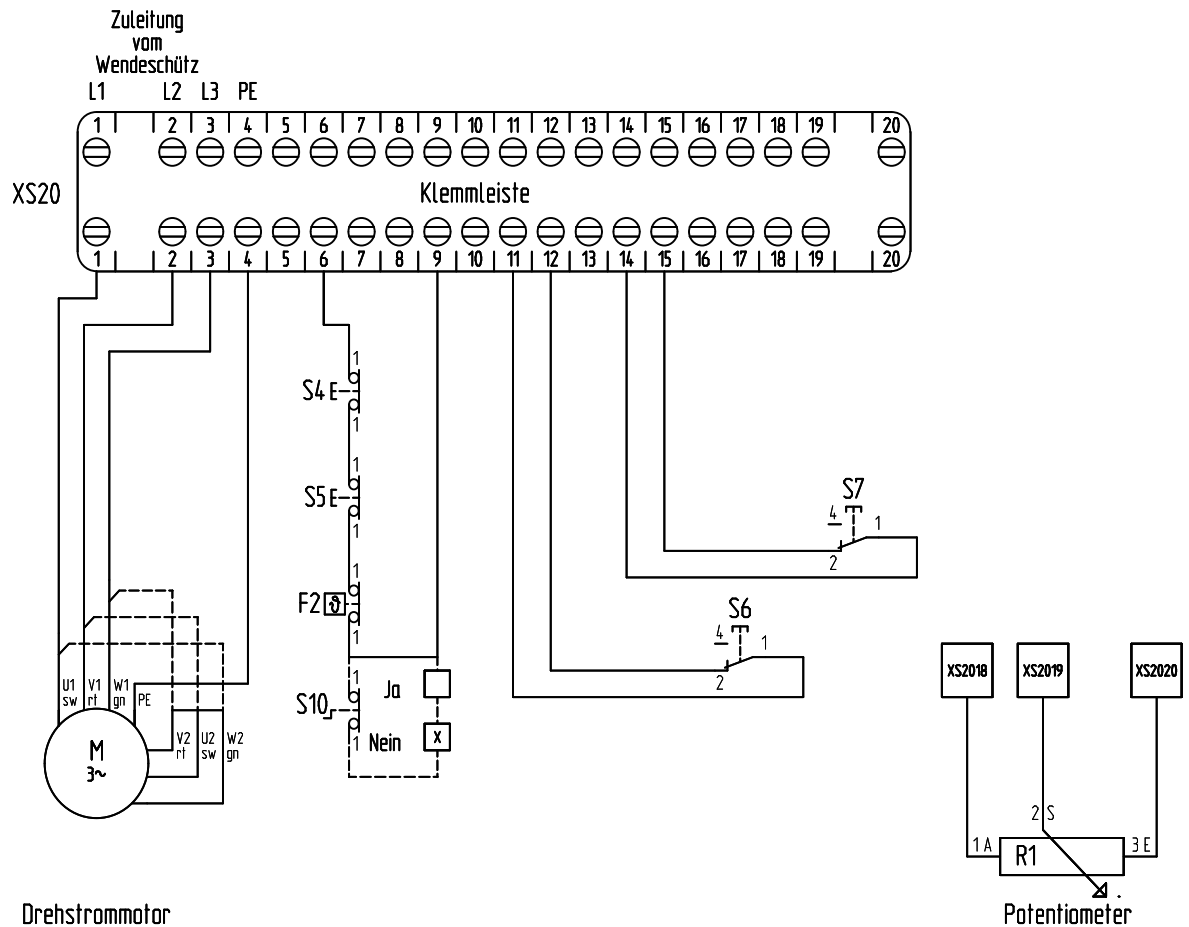 Zuleitung
vom
Wendeschütz
L1 L2 L3 PE
1 2 3 4 5 6 7 8 9 10 11 12 13 14 15 16 17 18 19 20
XS20
Klemmleiste
1 2 3 4 5 6 7 8 9 10 11 12 13 14 15 16 17 18 19 20
1
S4 E
1
1
S5 E
1
S7
4 1
2
1
F2 ϑ
1
S6
4 1
2
U1 V1 W1
sw rt gn PE
1
S10
1
Ja
Nein X
M
3~
V2 U2 W2
rt sw gn
XS2018 XS2019 XS2020
2 S
1 A R1 3 E
Drehstrommotor
Potentiometer